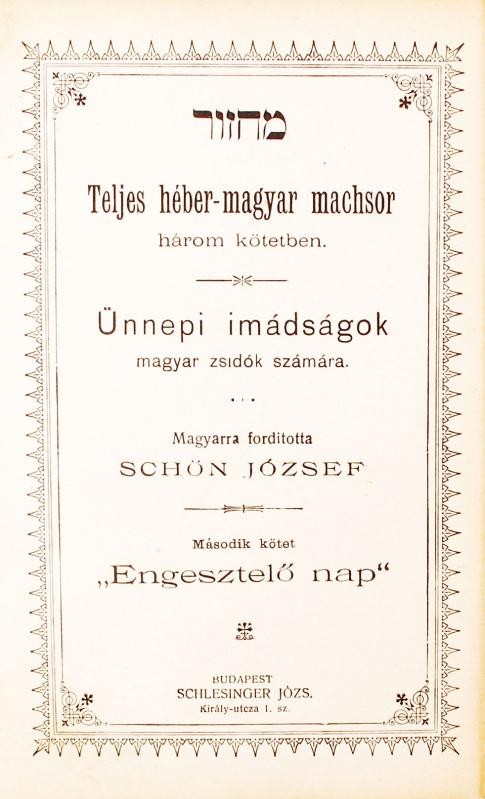 מחזור
Teljes héber-magyar machsor
három kötetben.
Ünnepi imádságok
magyar zsidók számára.
Magyarra forditotta
SCHÖN JÓZSEF
Második kötet
„Engesztelő nap“
BUDAPEST
SCHLESINGER JÓZS.
Király-utcza 1. sz.